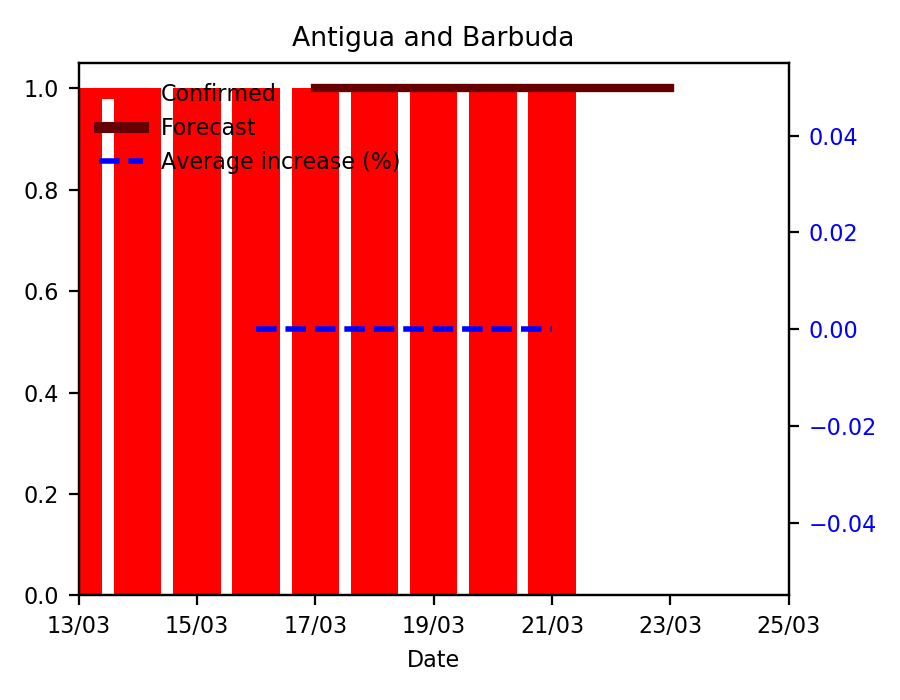 Antigua and Barbuda
Confirmed
Forecast
Average increase (%)
1.0
0.8
0.6
0.4
0.2
0.0
0.04
0.02
0.00
−0.02
−0.04
13/03 15/03 17/03 19/03 21/03 23/03 25/03
Date